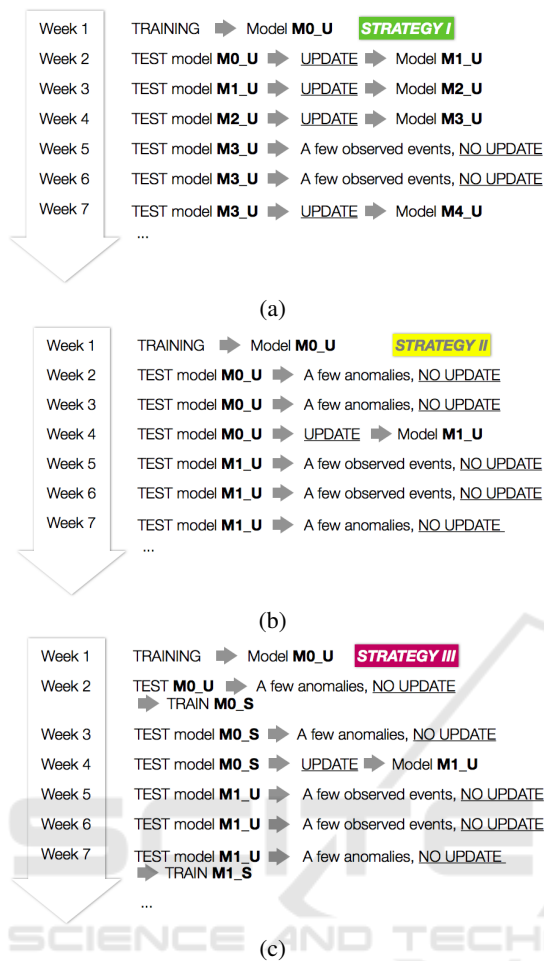 Week 1 TRAINING Model M0_U STRATEGY I
Week 2 TEST model M0_U UPDATE Model M1_U
Week 3 TEST model M1_U UPDATE Model M2_U
Week 4 TEST model M2_U UPDATE Model M3_U
Week 5 TEST model M3_U A few observed events, NO UPDATE
Week 6 TEST model M3_U A few observed events, NO UPDATE
Week 7 TEST model M3_U UPDATE Model M4_U
...
(a)
Week 1 TRAINING Model M0_U STRATEGY II
Week 2 TEST model M0_U A few anomalies, NO UPDATE
Week 3 TEST model M0_U A few anomalies, NO UPDATE
Week 4 TEST model M0_U UPDATE Model M1_U
Week 5 TEST model M1_U A few observed events, NO UPDATE
Week 6 TEST model M1_U A few observed events, NO UPDATE
Week 7 TEST model M1_U A few anomalies, NO UPDATE
...
(b)
Week 1 TRAINING Model M0_U STRATEGY III
Week 2 TEST M0_U A few anomalies, NO UPDATE
TRAIN M0_S
Week 3 TEST model M0_S A few anomalies, NO UPDATE
Week 4 TEST model M0_S UPDATE Model M1_U
Week 5 TEST model M1_U A few observed events, NO UPDATE
Week 6 TEST model M1_U A few observed events, NO UPDATE
Week 7 TEST model M1_U A few anomalies, NO UPDATE
TRAIN M1_S
...
SCIENCE AND TECH
(c)